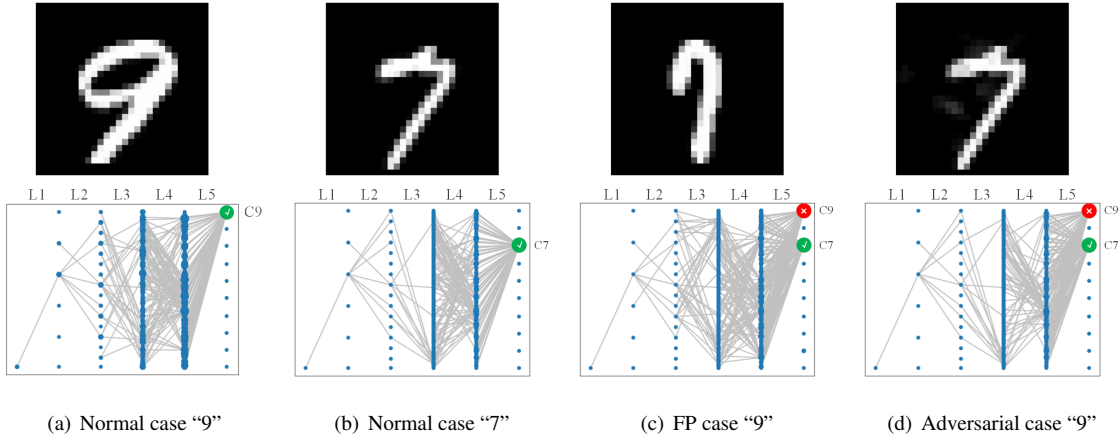 L1 L2 L3 L4 L5
C9
(a) Normal case “9”
L1 L2 L3 L4 L5
C7
(b) Normal case “7”
L1 L2 L3 L4 L5
C9
C7
(c) FP case “9”
L1 L2 L3 L4 L5
C9
C7
(d) Adversarial case “9”